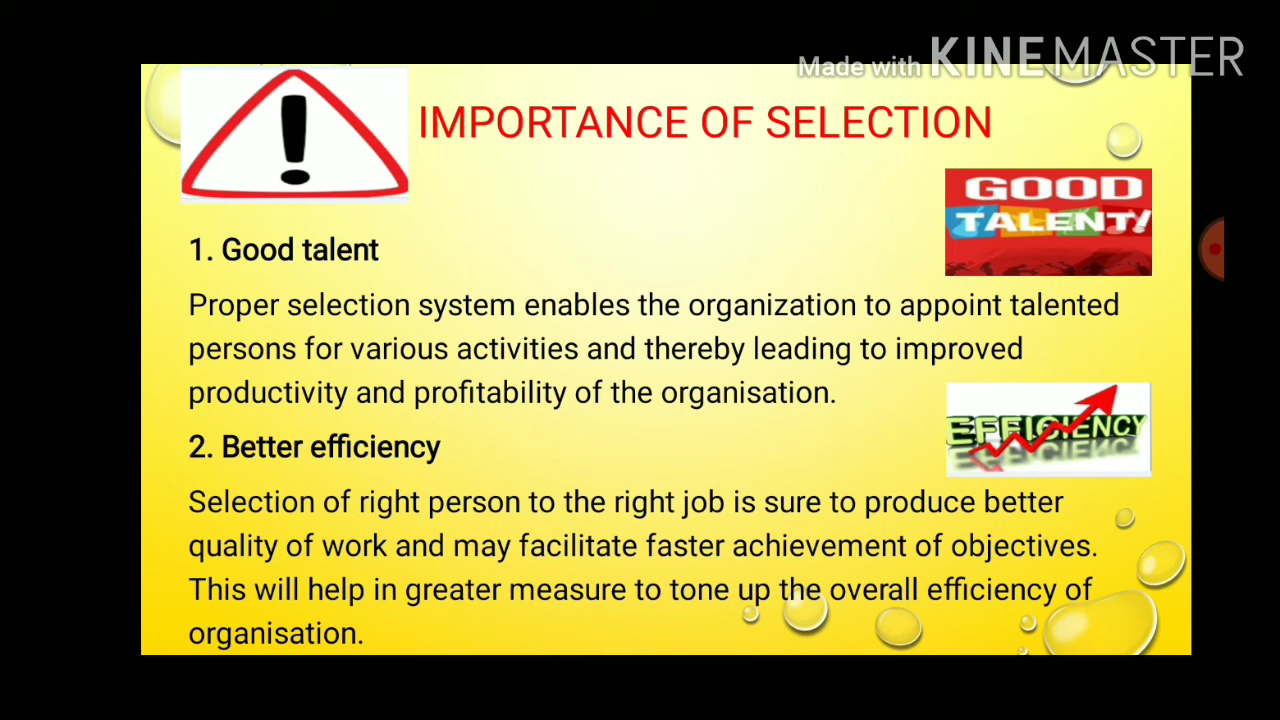 Made with KINEMASTER
IMPORTANCE OF SELECTION
GOOD
TALENT!
1. Good talent
Proper selection system enables the organization to appoint talented
persons for various activities and thereby leading to improved
productivity and profitability of the organisation.
EFFICIENCY
2. Better efficiency
Selection of right person to the right job is sure to produce better
quality of work and may facilitate faster achievement of objectives.
This will help in greater measure to tone up the overall efficiency of
organisation.